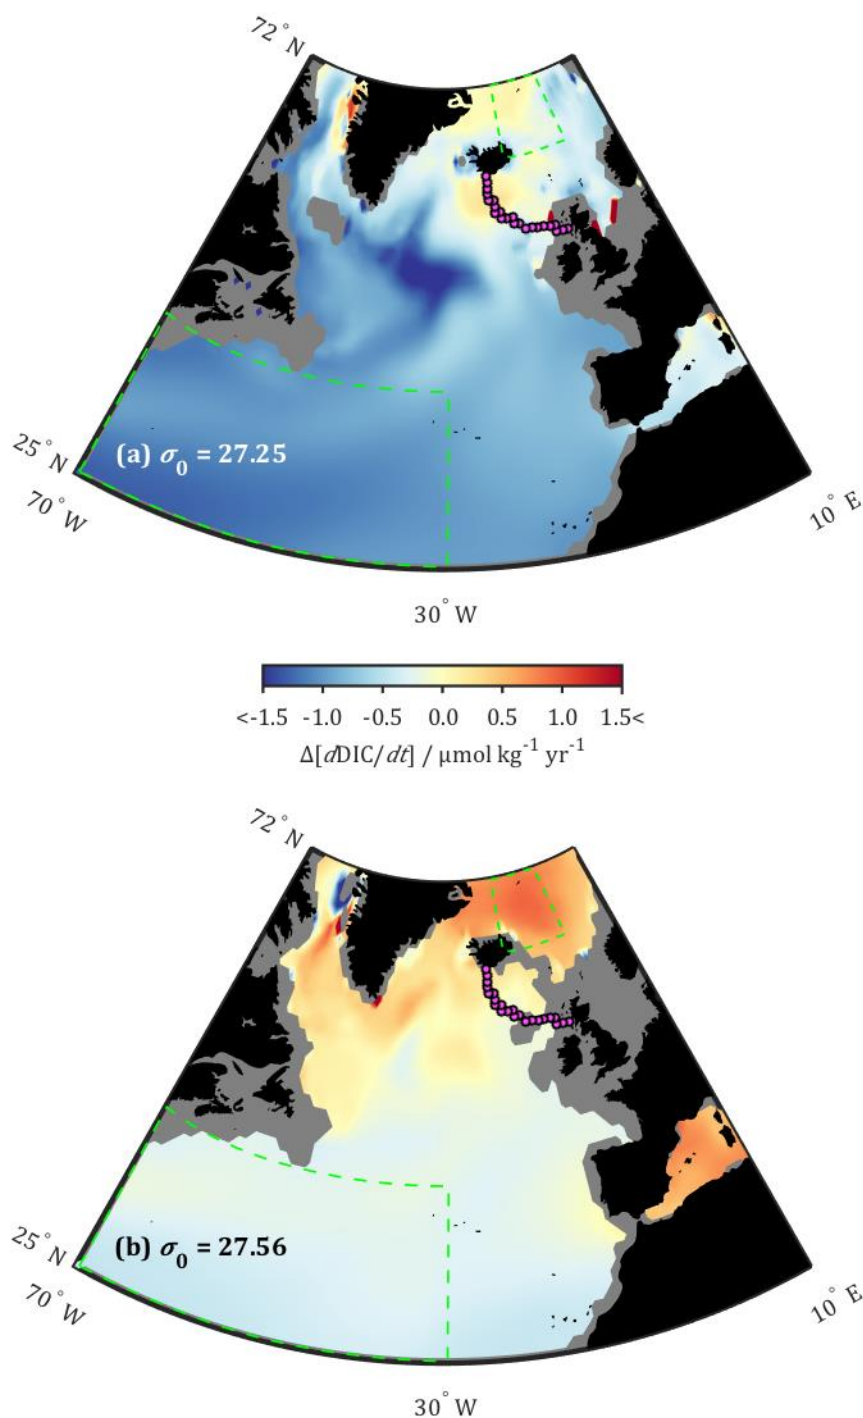 72°N
(a) σ₀ = 27.25
25°N
70°W
10°E
30°W
<-1.5 -1.0 -0.5 0.0 0.5 1.0 1.5<
Δ[dDIC/dt] / μmol kg⁻¹ yr⁻¹
72°N
(b) σ₀ = 27.56
25°N
70°W
10°E
30°W